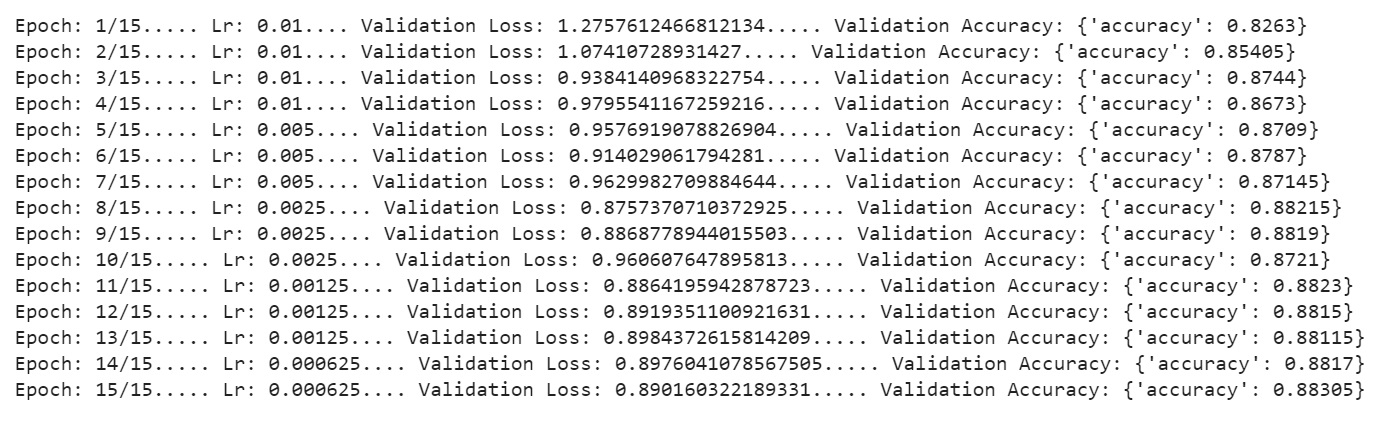 Epoch: 1/15..... Lr: 0.01.... Validation Loss: 1.2757612466812134..... Validation Accuracy: {'accuracy': 0.8263}
Epoch: 2/15..... Lr: 0.01.... Validation Loss: 1.07410728931427..... Validation Accuracy: {'accuracy': 0.85405}
Epoch: 3/15..... Lr: 0.01.... Validation Loss: 0.9384140968322754..... Validation Accuracy: {'accuracy': 0.8744}
Epoch: 4/15..... Lr: 0.01.... Validation Loss: 0.9795541167259216..... Validation Accuracy: {'accuracy': 0.8673}
Epoch: 5/15..... Lr: 0.005.... Validation Loss: 0.9576919078826904..... Validation Accuracy: {'accuracy': 0.8709}
Epoch: 6/15..... Lr: 0.005.... Validation Loss: 0.914029061794281..... Validation Accuracy: {'accuracy': 0.8787}
Epoch: 7/15..... Lr: 0.005.... Validation Loss: 0.9629982709884644..... Validation Accuracy: {'accuracy': 0.87145}
Epoch: 8/15..... Lr: 0.0025.... Validation Loss: 0.8757370710372925..... Validation Accuracy: {'accuracy': 0.88215}
Epoch: 9/15..... Lr: 0.0025.... Validation Loss: 0.8868778944015503..... Validation Accuracy: {'accuracy': 0.8819}
Epoch: 10/15..... Lr: 0.0025.... Validation Loss: 0.960607647895813..... Validation Accuracy: {'accuracy': 0.8721}
Epoch: 11/15..... Lr: 0.00125.... Validation Loss: 0.8864195942878723..... Validation Accuracy: {'accuracy': 0.8823}
Epoch: 12/15..... Lr: 0.00125.... Validation Loss: 0.8919351100921631..... Validation Accuracy: {'accuracy': 0.8815}
Epoch: 13/15..... Lr: 0.00125.... Validation Loss: 0.8984372615814209..... Validation Accuracy: {'accuracy': 0.88115}
Epoch: 14/15..... Lr: 0.000625.... Validation Loss: 0.8976041078567505..... Validation Accuracy: {'accuracy': 0.8817}
Epoch: 15/15..... Lr: 0.000625.... Validation Loss: 0.890160322189331..... Validation Accuracy: {'accuracy': 0.88305}